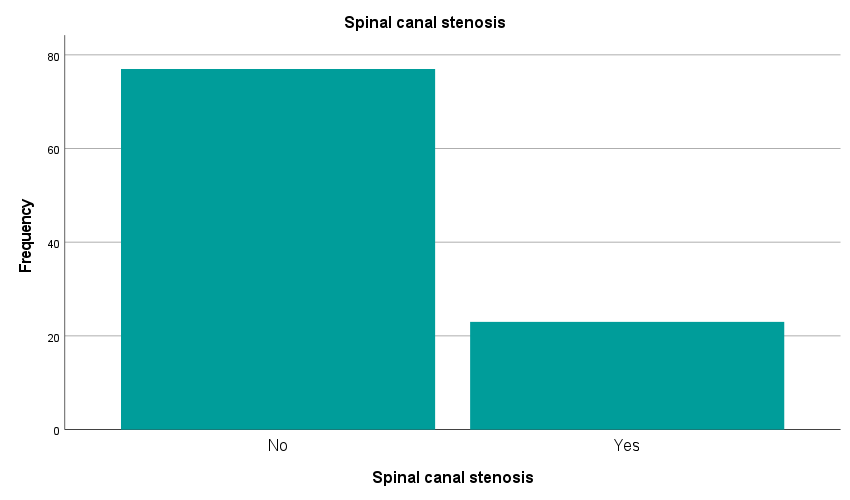 Spinal canal stenosis
80
60
40
20
0
Frequency
No Yes
Spinal canal stenosis